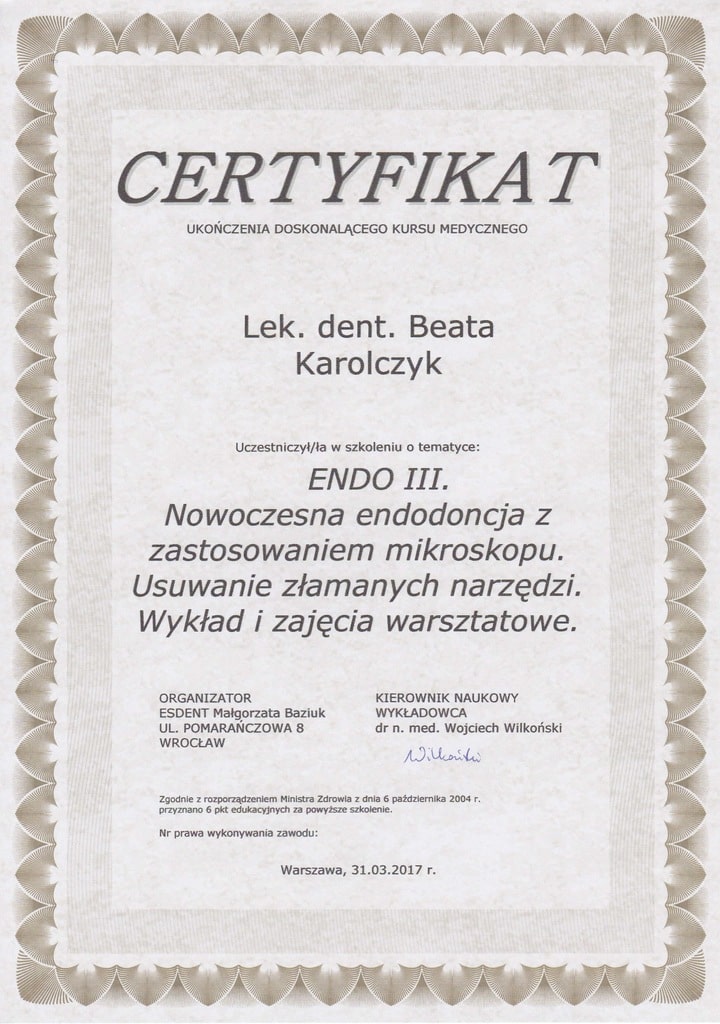 CERTYFIKAT
UKOŃCZENIA DOSKONALĄCEGO KURSU MEDYCZNEGO
Lek. dent. Beata
Karolczyk
Uczestniczył/ła w szkoleniu o tematyce:
ENDO III.
Nowoczesna endodoncja z
zastosowaniem mikroskopu.
Usuwanie złamanych narzędzi.
Wykład i zajęcia warsztatowe.
ORGANIZATOR
ESDENT Małgorzata Baziuk
UL. POMARAŃCZOWA 8
WROCŁAW
KIEROWNIK NAUKOWY
WYKŁADOWCA
dr n. med. Wojciech Wilkoński
Wilkoński
Zgodnie z rozporządzeniem Ministra Zdrowia z dnia 6 października 2004 r.
przyznano 6 pkt edukacyjnych za powyższe szkolenie.
Nr prawa wykonywania zawodu:
Warszawa, 31.03.2017 r.